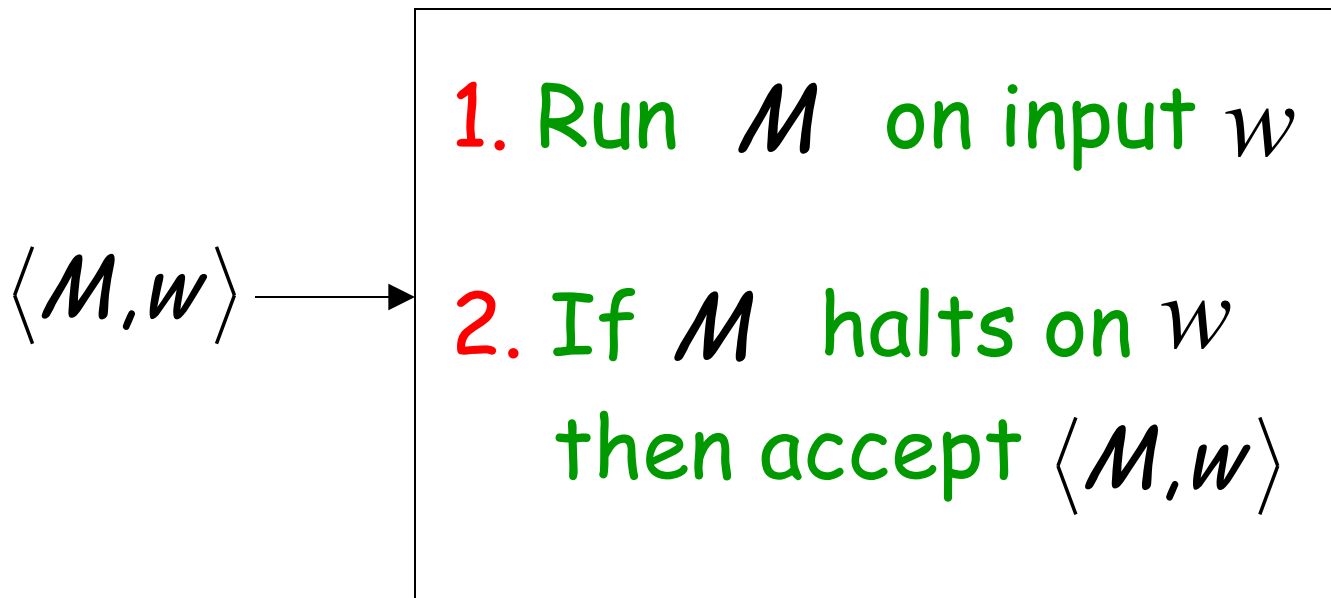 1. Run M on input w
⟨M,w⟩
2. If M halts on w
then accept ⟨M,w⟩